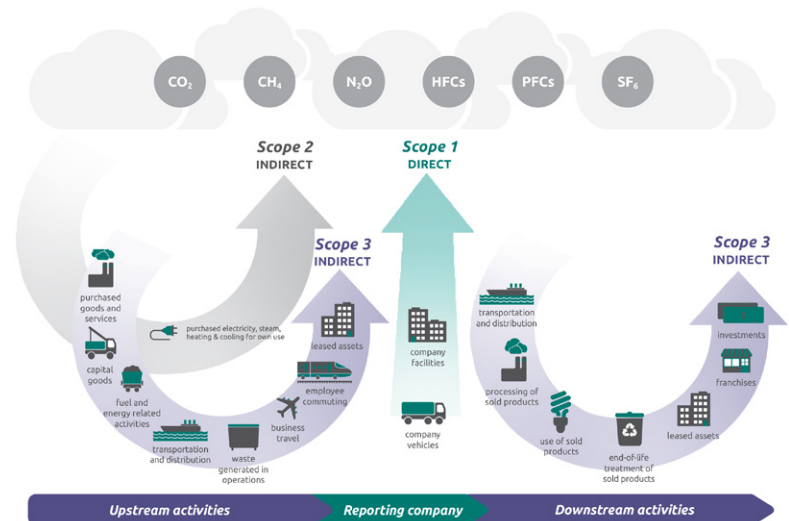 CO₂
CH₄
N₂O
HFCs
PFCs
SF₆
Scope 2
INDIRECT
Scope 1
DIRECT
Scope 3
INDIRECT
Scope 3
INDIRECT
purchased
goods and
services
capital
goods
fuel and
energy related
activities
transportation
and distribution
waste
generated in
operations
business
travel
employee
commuting
leased assets
purchased electricity, steam,
heating & cooling for own use
company
facilities
company
vehicles
transportation
and distribution
processing of
sold products
use of sold
products
end-of-life
treatment of
sold products
leased assets
franchises
investments
Upstream activities
Reporting company
Downstream activities